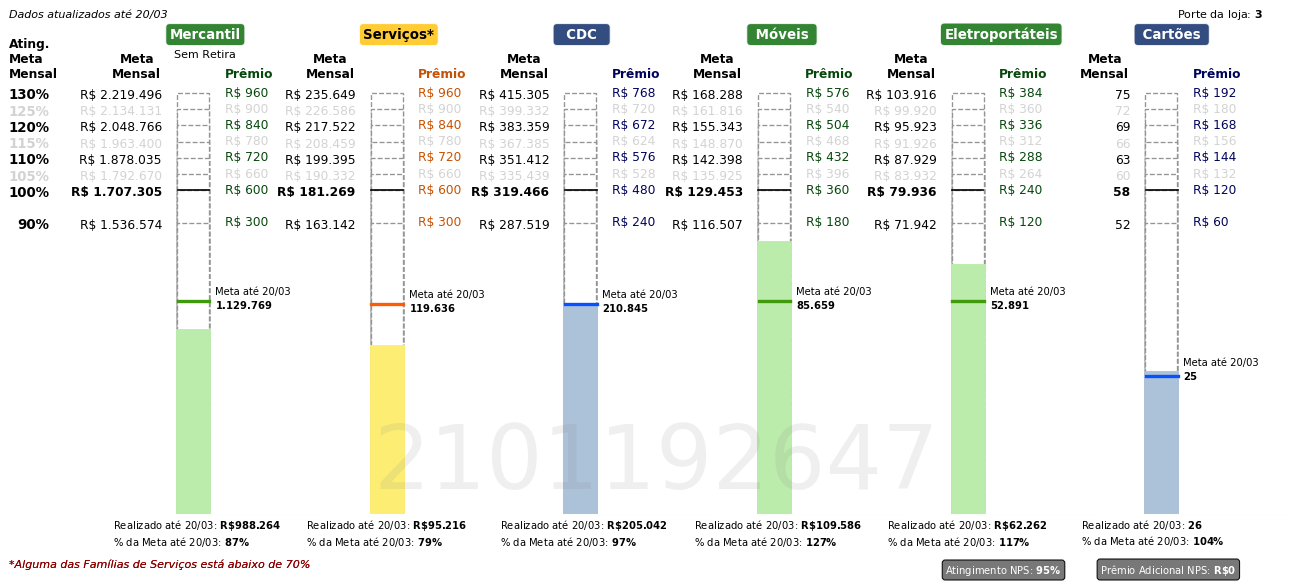 Dados atualizados até 20/03
Porte da loja: 3
Mercantil Serviços* CDC Móveis Eletroportáteis Cartões
Sem Retira
Ating. Meta Mensal
Meta Mensal Prêmio Meta Mensal Prêmio Meta Mensal Prêmio Meta Mensal Prêmio Meta Mensal Prêmio Meta Mensal Prêmio
130% R$ 2.219.496 R$ 960 R$ 235.649 R$ 960 R$ 415.305 R$ 768 R$ 168.288 R$ 576 R$ 103.916 R$ 384 75 R$ 192
125% R$ 2.134.131 R$ 900 R$ 226.586 R$ 900 R$ 399.332 R$ 720 R$ 161.816 R$ 540 R$ 99.920 R$ 360 72 R$ 180
120% R$ 2.048.766 R$ 840 R$ 217.522 R$ 840 R$ 383.359 R$ 672 R$ 155.343 R$ 504 R$ 95.923 R$ 336 69 R$ 168
115% R$ 1.963.400 R$ 780 R$ 208.459 R$ 780 R$ 367.385 R$ 624 R$ 148.870 R$ 468 R$ 91.926 R$ 312 66 R$ 156
110% R$ 1.878.035 R$ 720 R$ 199.395 R$ 720 R$ 351.412 R$ 576 R$ 142.398 R$ 432 R$ 87.929 R$ 288 63 R$ 144
105% R$ 1.792.670 R$ 660 R$ 190.332 R$ 660 R$ 335.439 R$ 528 R$ 135.925 R$ 396 R$ 83.932 R$ 264 60 R$ 132
100% R$ 1.707.305 R$ 600 R$ 181.269 R$ 600 R$ 319.466 R$ 480 R$ 129.453 R$ 360 R$ 79.936 R$ 240 58 R$ 120
90% R$ 1.536.574 R$ 300 R$ 163.142 R$ 300 R$ 287.519 R$ 240 R$ 116.507 R$ 180 R$ 71.942 R$ 120 52 R$ 60
Meta até 20/03
1.129.769
Meta até 20/03
119.636
Meta até 20/03
210.845
Meta até 20/03
85.659
Meta até 20/03
52.891
Meta até 20/03
25
2101192647
Realizado até 20/03: R$988.264
% da Meta até 20/03: 87%
Realizado até 20/03: R$95.216
% da Meta até 20/03: 79%
Realizado até 20/03: R$205.042
% da Meta até 20/03: 97%
Realizado até 20/03: R$109.586
% da Meta até 20/03: 127%
Realizado até 20/03: R$62.262
% da Meta até 20/03: 117%
Realizado até 20/03: 26
% da Meta até 20/03: 104%
*Alguma das Famílias de Serviços está abaixo de 70%
Atingimento NPS: 95%
Prêmio Adicional NPS: R$0